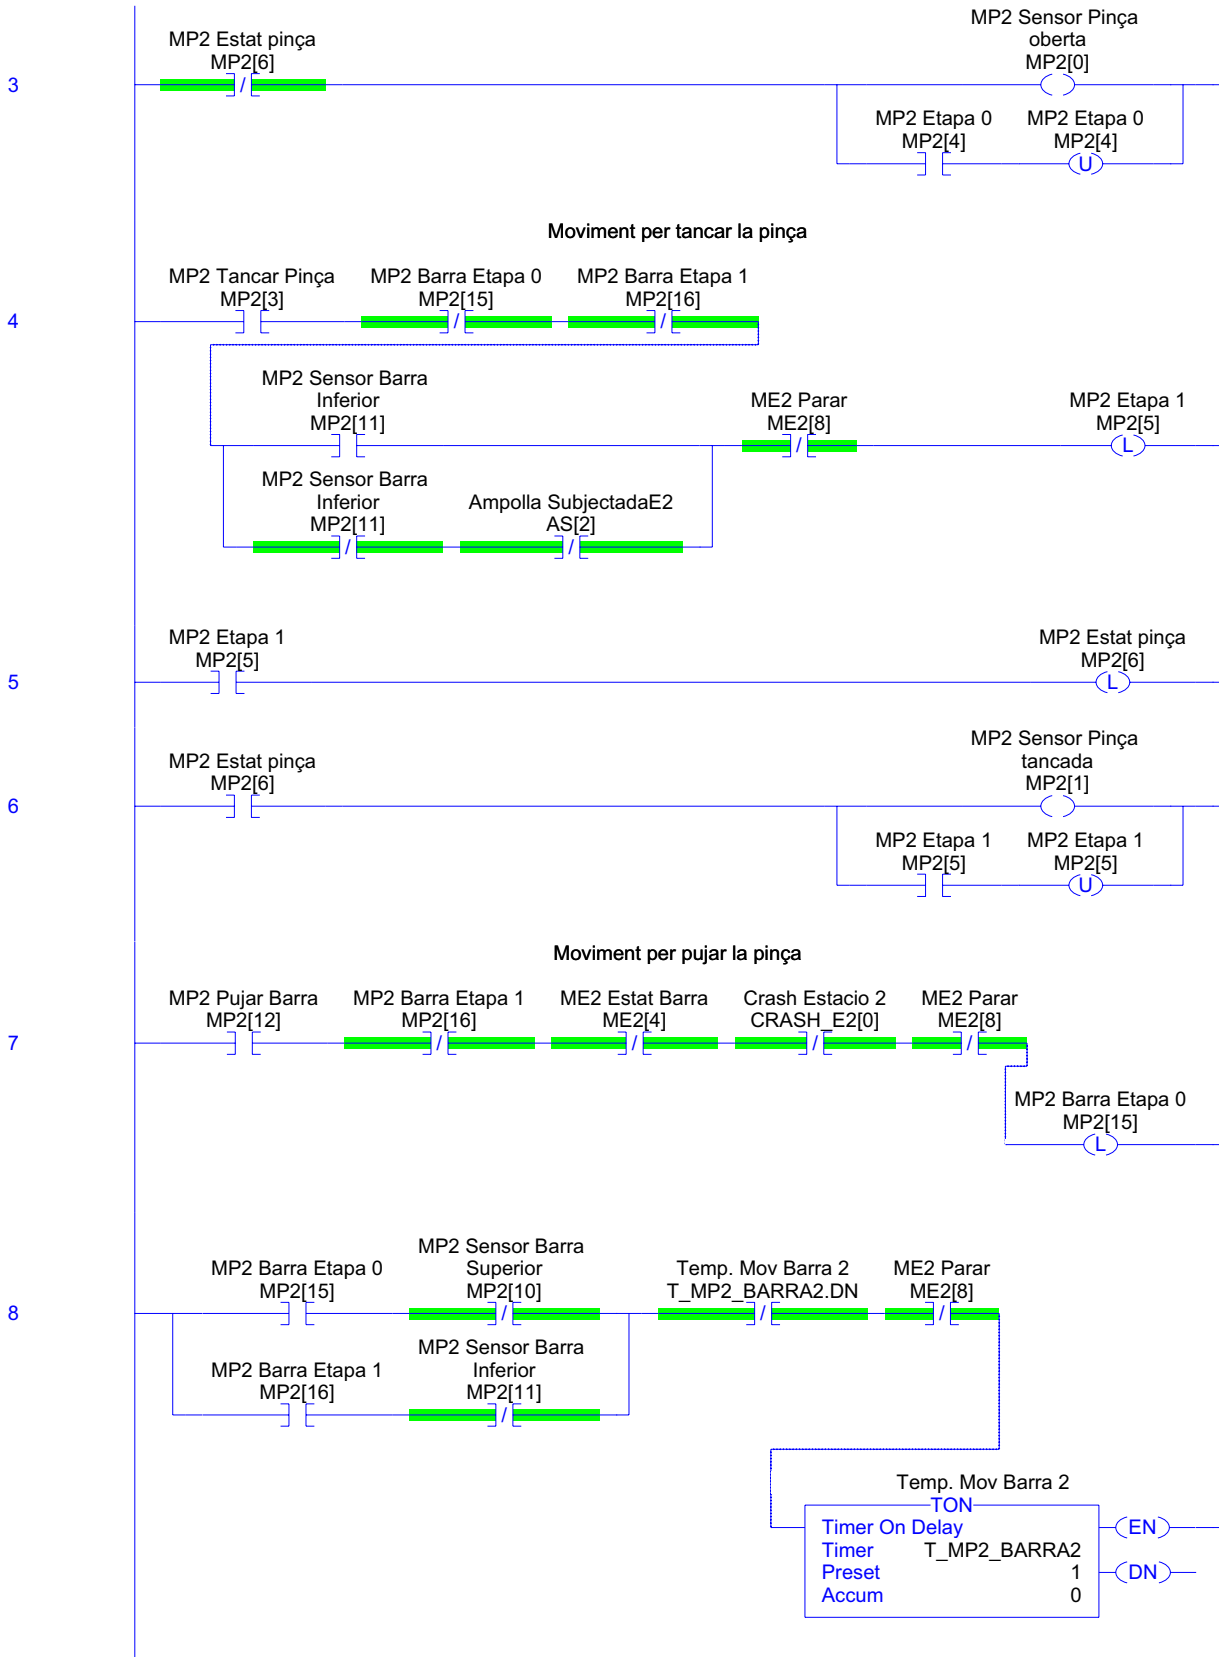 MP2 Estat pinça
MP2[6]
MP2 Sensor Pinça
oberta
MP2[0]
3
/
MP2 Etapa 0
MP2[4]
MP2 Etapa 0
MP2[4]
U
Moviment per tancar la pinça
MP2 Tancar Pinça
MP2[3]
MP2 Barra Etapa 0
MP2[15]
MP2 Barra Etapa 1
MP2[16]
4
/
/
MP2 Sensor Barra
Inferior
MP2[11]
ME2 Parar
ME2[8]
MP2 Etapa 1
MP2[5]
/
L
MP2 Sensor Barra
Inferior
MP2[11]
Ampolla SubjectadaE2
AS[2]
/
/
MP2 Etapa 1
MP2[5]
MP2 Estat pinça
MP2[6]
5
L
MP2 Estat pinça
MP2[6]
MP2 Sensor Pinça
tancada
MP2[1]
6
MP2 Etapa 1
MP2[5]
MP2 Etapa 1
MP2[5]
U
Moviment per pujar la pinça
MP2 Pujar Barra
MP2[12]
MP2 Barra Etapa 1
MP2[16]
ME2 Estat Barra
ME2[4]
Crash Estacio 2
CRASH_E2[0]
ME2 Parar
ME2[8]
7
/
/
/
/
MP2 Barra Etapa 0
MP2[15]
L
MP2 Barra Etapa 0
MP2[15]
MP2 Sensor Barra
Superior
MP2[10]
Temp. Mov Barra 2
T_MP2_BARRA2.DN
ME2 Parar
ME2[8]
8
/
/
/
MP2 Barra Etapa 1
MP2[16]
MP2 Sensor Barra
Inferior
MP2[11]
/
Temp. Mov Barra 2
TON
Timer On Delay
EN
Timer T_MP2_BARRA2
Preset 1
DN
Accum 0